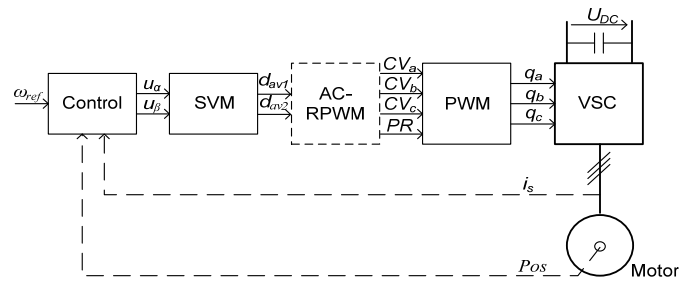 U_DC
ω_ref
Control
u_α
u_β
SVM
d_av1
d_av2
AC-
RPWM
CV_a
CV_b
CV_c
PR
PWM
q_a
q_b
q_c
VSC
i_s
Pos
Motor